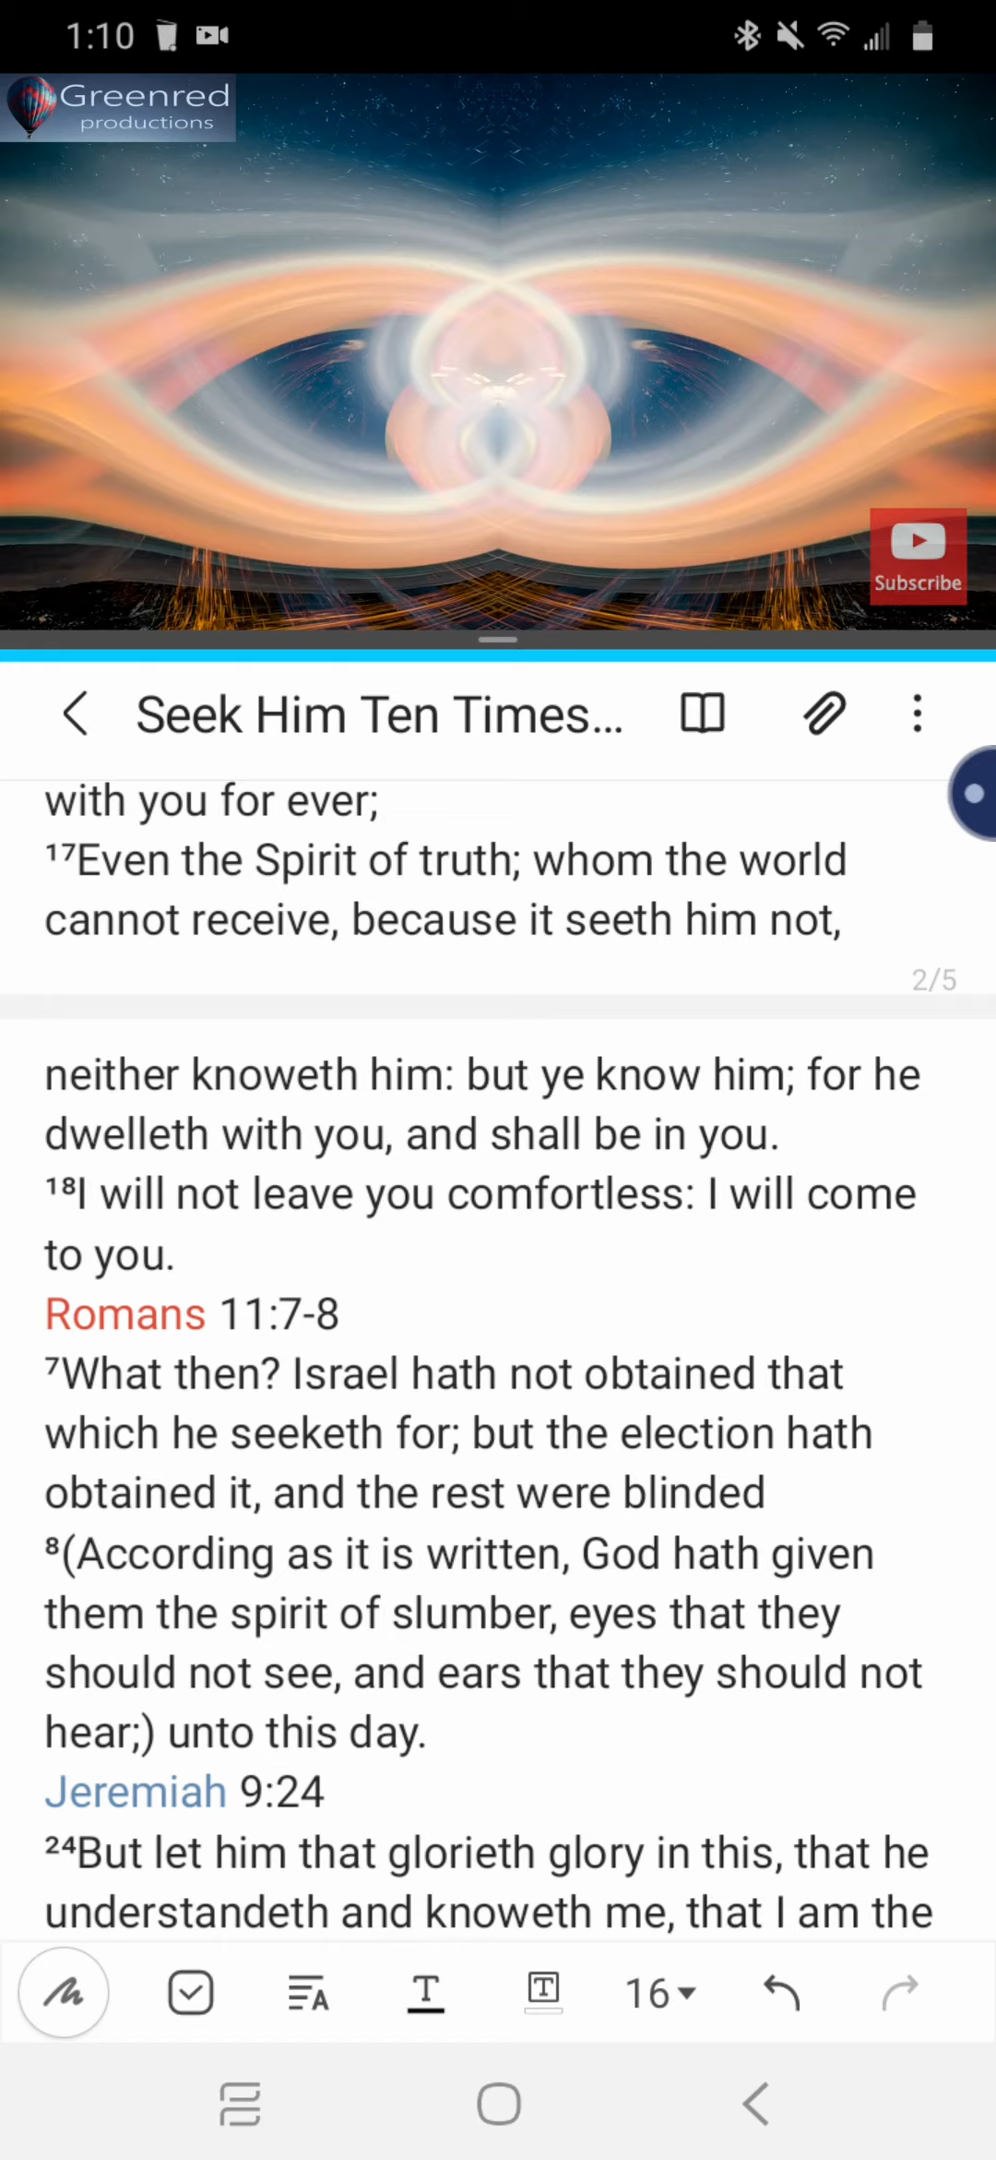 1:10
Greenred
productions
Subscribe
Seek Him Ten Times...
with you for ever;
¹⁷Even the Spirit of truth; whom the world
cannot receive, because it seeth him not,
2/5
neither knoweth him: but ye know him; for he
dwelleth with you, and shall be in you.
¹⁸I will not leave you comfortless: I will come
to you.
Romans 11:7-8
⁷What then? Israel hath not obtained that
which he seeketh for; but the election hath
obtained it, and the rest were blinded
⁸(According as it is written, God hath given
them the spirit of slumber, eyes that they
should not see, and ears that they should not
hear;) unto this day.
Jeremiah 9:24
²⁴But let him that glorieth glory in this, that he
understandeth and knoweth me, that I am the
16